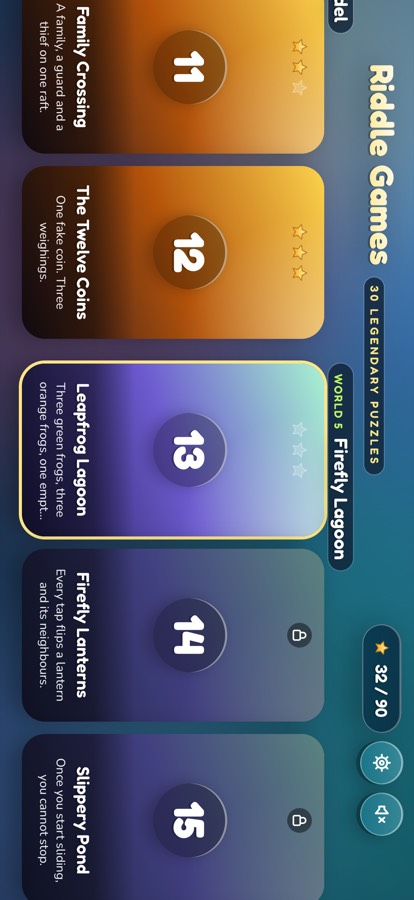 Riddle Games
30 LEGENDARY PUZZLES
32 / 90
del
WORLD 5 Firefly Lagoon
11
Family Crossing
A family, a guard and a
thief on one raft.
12
The Twelve Coins
One fake coin. Three
weighings.
13
Leapfrog Lagoon
Three green frogs, three
orange frogs, one empt...
14
Firefly Lanterns
Every tap flips a lantern
and its neighbours.
15
Slippery Pond
Once you start sliding,
you cannot stop.